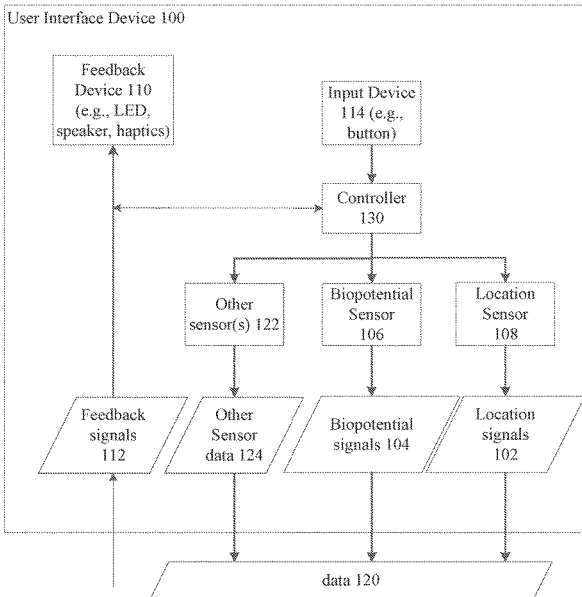 User Interface Device 100
Feedback
Device 110
(e.g., LED,
speaker, haptics)
Input Device
114 (e.g.,
button)
Controller
130
Other
sensor(s) 122
Biopotential
Sensor
106
Location
Sensor
108
Feedback
signals
112
Other
Sensor
data 124
Biopotential
signals 104
Location
signals
102
data 120